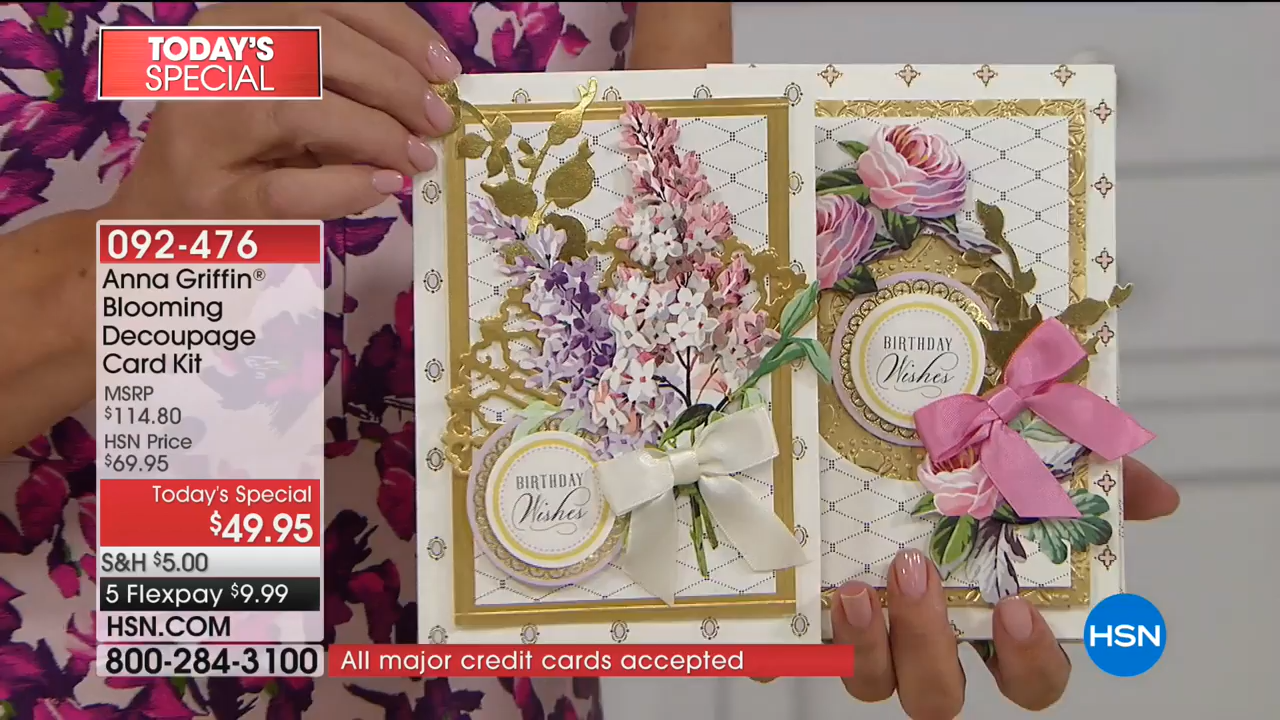 TODAY'S
SPECIAL
092-476
Anna Griffin®
Blooming
Decoupage
Card Kit
MSRP
$114.80
HSN Price
$69.95
Today's Special
$49.95
S&H $5.00
5 Flexpay $9.99
HSN.COM
800-284-3100
All major credit cards accepted
BIRTHDAY
Wishes
BIRTHDAY
Wishes
HSN